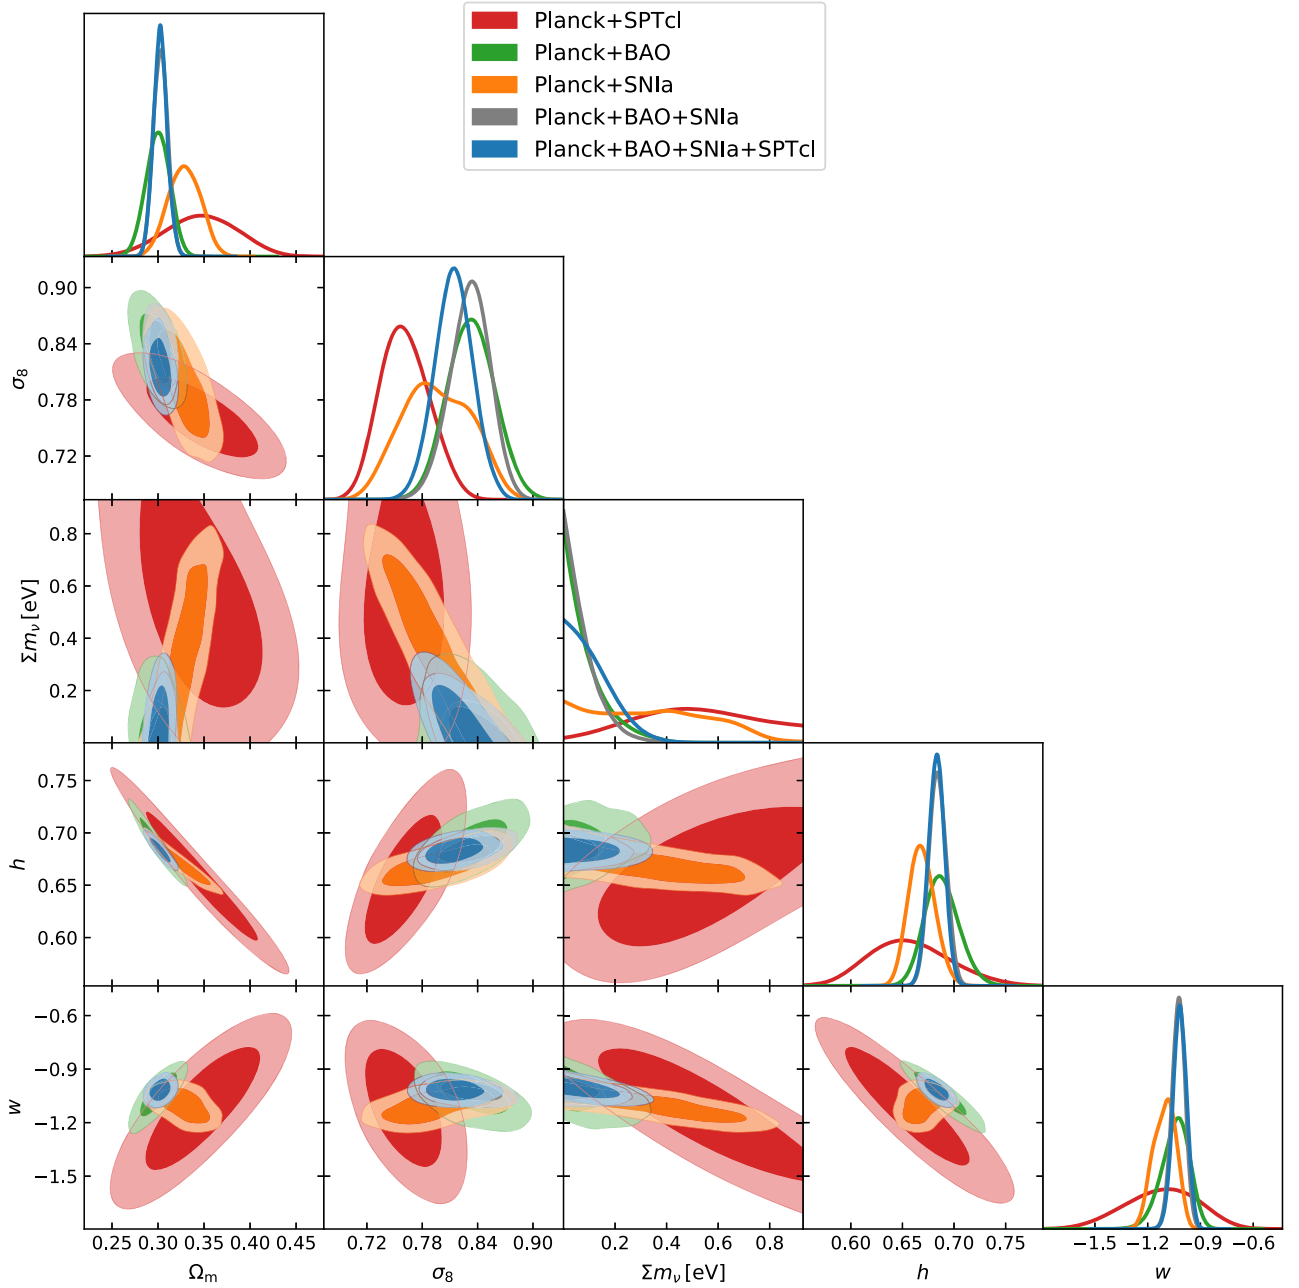 Planck+SPTcl
Planck+BAO
Planck+SNIa
Planck+BAO+SNIa
Planck+BAO+SNIa+SPTcl
0.90
0.84
0.78
0.72
σ8
0.8
0.6
0.4
0.2
Σmν [eV]
0.75
0.70
0.65
0.60
h
−0.6
−0.9
−1.2
−1.5
w
0.25 0.30 0.35 0.40 0.45
0.72 0.78 0.84 0.90
0.2 0.4 0.6 0.8
0.60 0.65 0.70 0.75
−1.5 −1.2 −0.9 −0.6
Ωm
σ8
Σmν [eV]
h
w